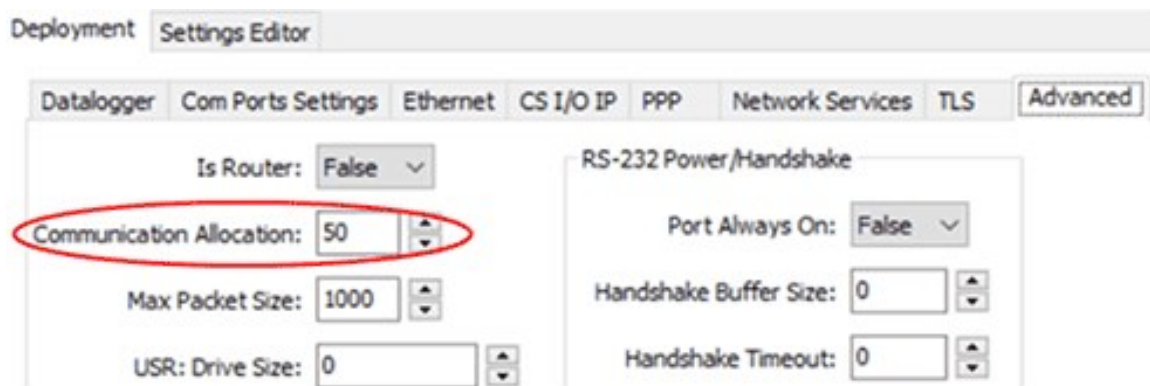 Deployment Settings Editor
Datalogger Com Ports Settings Ethernet CS I/O IP PPP Network Services TLS Advanced
Is Router: False
Communication Allocation: 50
Max Packet Size: 1000
USR: Drive Size: 0
RS-232 Power/Handshake
Port Always On: False
Handshake Buffer Size: 0
Handshake Timeout: 0